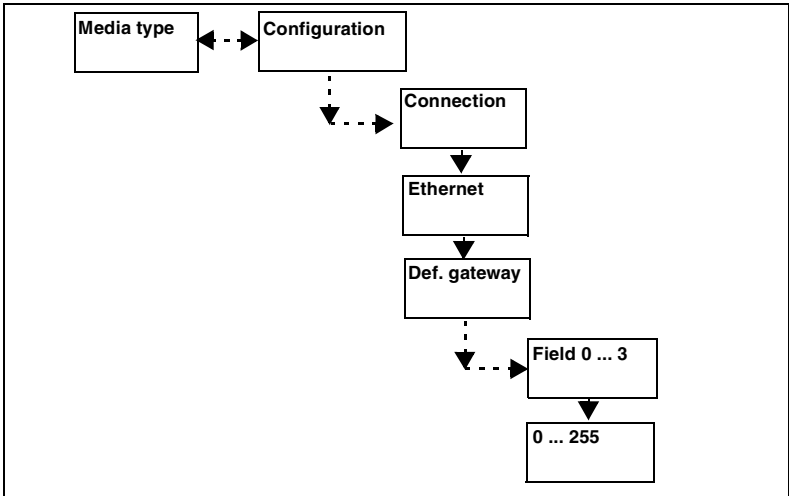 Media type
Configuration
Connection
Ethernet
Def. gateway
Field 0 ... 3
0 ... 255